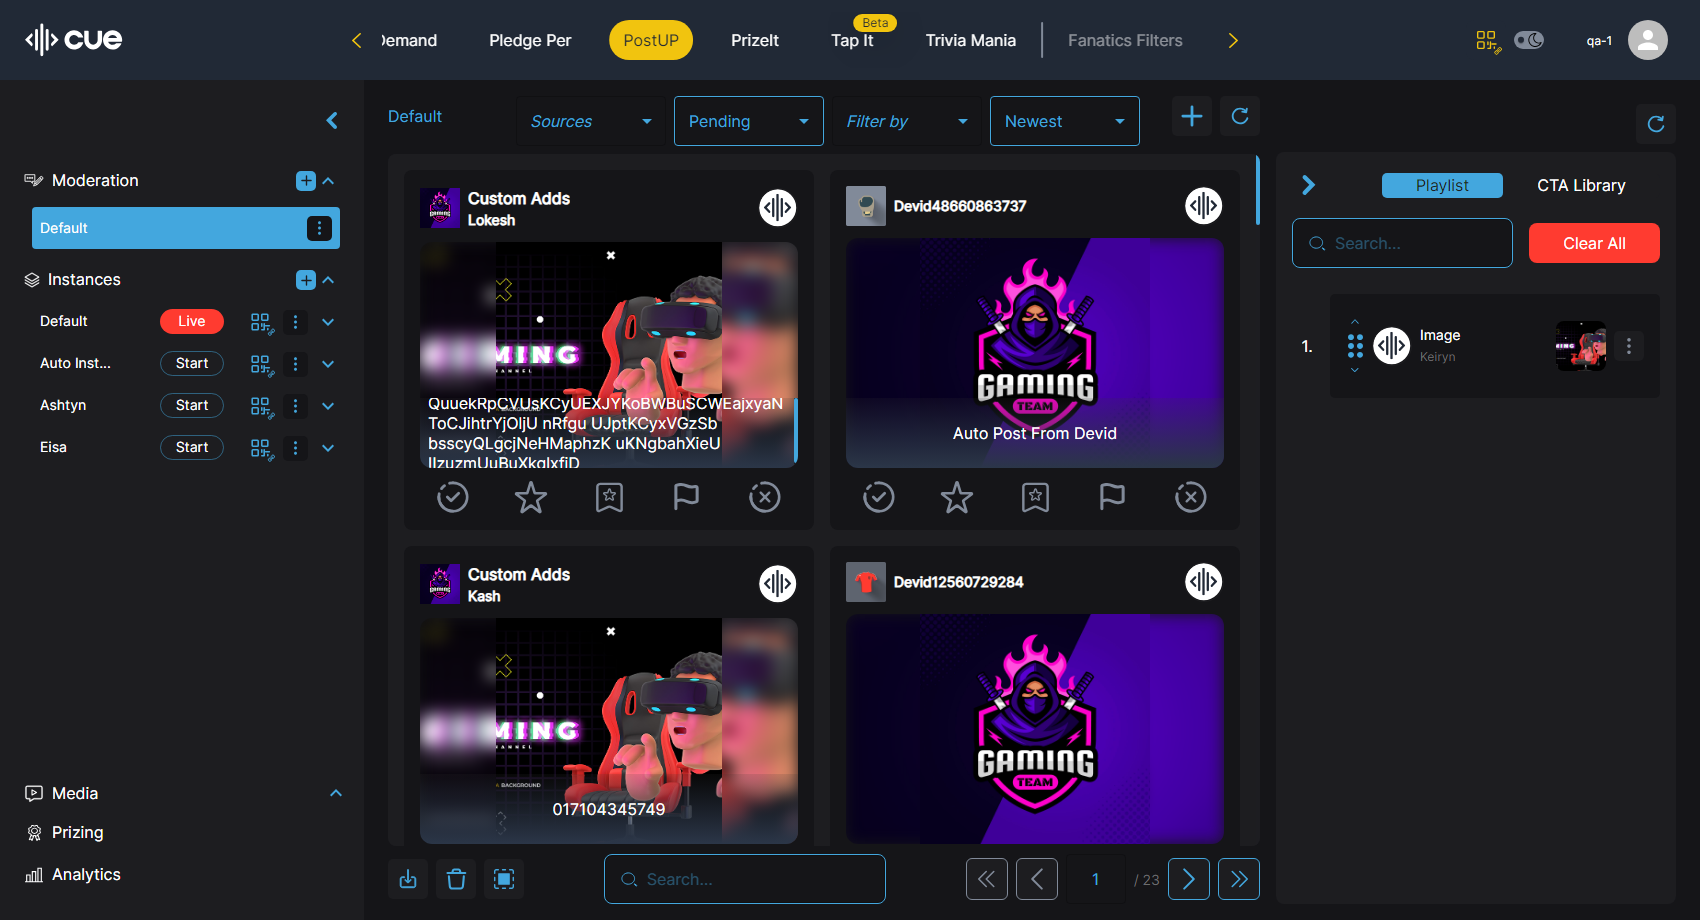 cue
Demand
Pledge Per
PostUP
PrizeIt
Beta
Tap It
Trivia Mania
Fanatics Filters
qa-1
Default
Sources
Pending
Filter by
Newest
Moderation
Default
Instances
Default
Live
Auto Inst...
Start
Ashtyn
Start
Eisa
Start
Media
Prizing
Analytics
Custom Adds
Lokesh
MING
QuuekRpCVUsKCyUEXJYKoBWBuSCWEajxyaN
ToCJihtrYjOljU nRfgu UJptKCyxVGzSb
bsscyQLgcjNeHMaphzK uKNgbahXieU
Devid48660863737
GAMING
TEAM
Auto Post From Devid
Custom Adds
Kash
MING
ANNEL
BACKGROUND
017104345749
Devid12560729284
GAMING
TEAM
Search...
1
/ 23
Playlist
CTA Library
Search...
Clear All
1.
Image
Keiryn